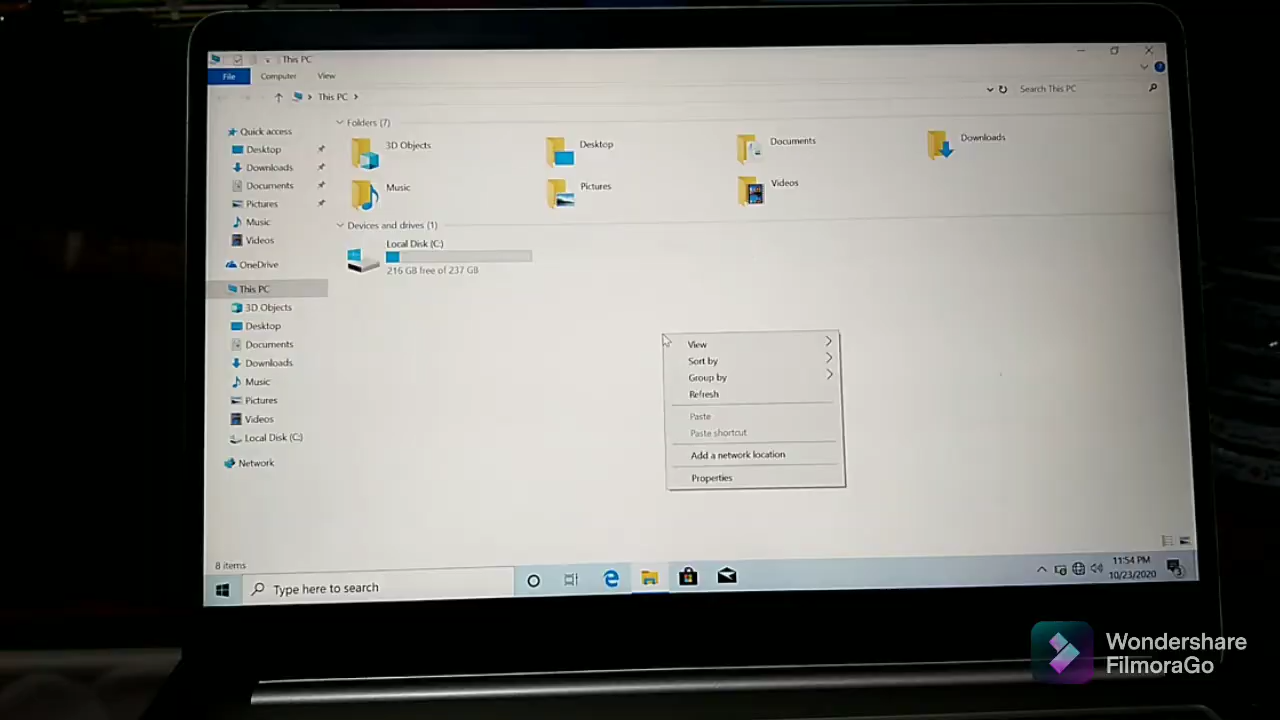 This PC
File Computer View
This PC
Search This PC
Quick access
Desktop
Downloads
Documents
Pictures
Music
Videos
OneDrive
This PC
3D Objects
Desktop
Documents
Downloads
Music
Pictures
Videos
Local Disk (C:)
Network
Folders (7)
3D Objects
Desktop
Documents
Downloads
Music
Pictures
Videos
Devices and drives (1)
Local Disk (C:)
216 GB free of 237 GB
View
Sort by
Group by
Refresh
Paste
Paste shortcut
Add a network location
Properties
8 items
Type here to search
11:54 PM
10/23/2020
3
Wondershare
FilmoraGo